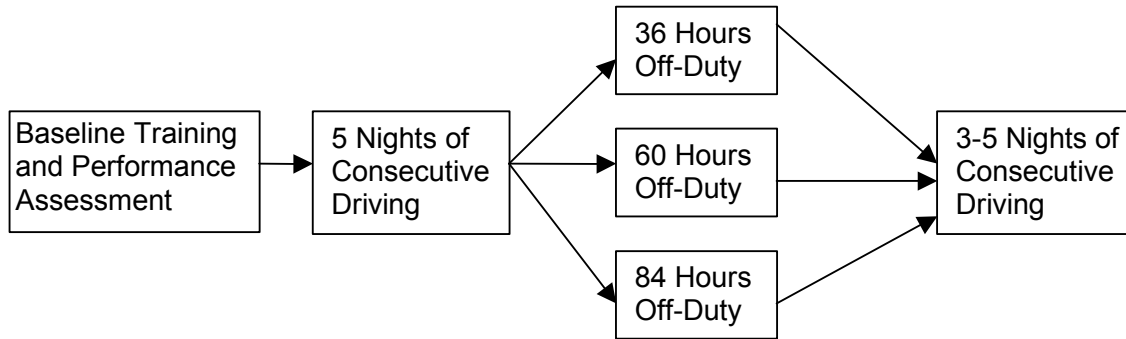 Baseline Training
and Performance
Assessment
5 Nights of
Consecutive
Driving
36 Hours
Off-Duty
60 Hours
Off-Duty
84 Hours
Off-Duty
3-5 Nights of
Consecutive
Driving